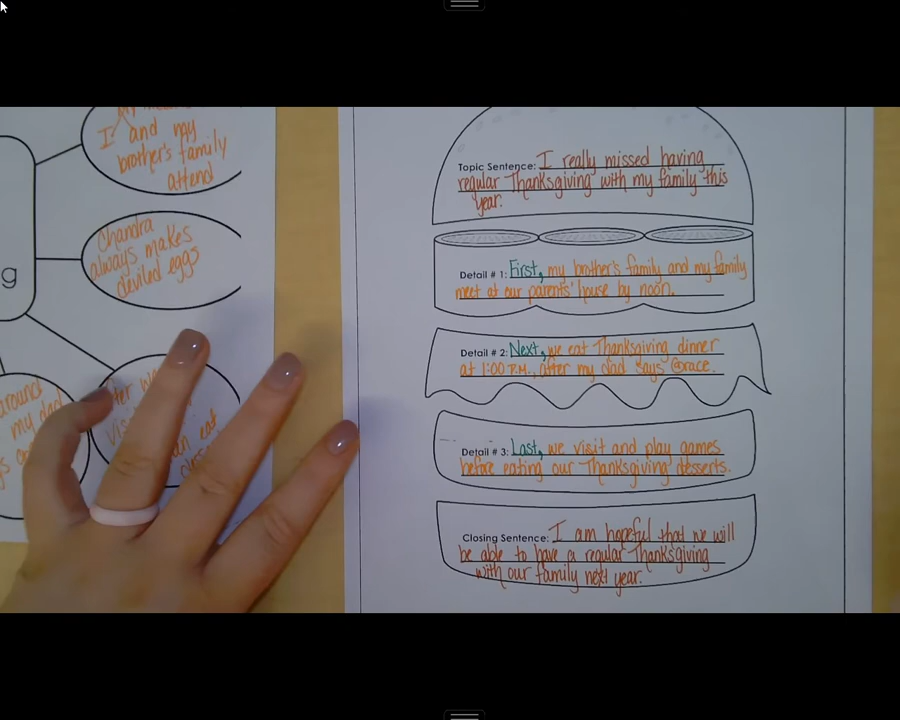 I and my
brother's family
attend
Chandra
always makes
deviled eggs
g
around
my dad
Topic Sentence: I really missed having
regular Thanksgiving with my family this
year.
Detail # 1: First, my brother's family and my family
meet at our parents' house by noon.
Detail # 2: Next, we eat Thanksgiving dinner
at 1:00 P.M., after my dad says Grace.
Detail # 3: Last, we visit and play games
before eating our Thanksgiving desserts.
Closing Sentence: I am hopeful that we will
be able to have a regular Thanksgiving
with our family next year.